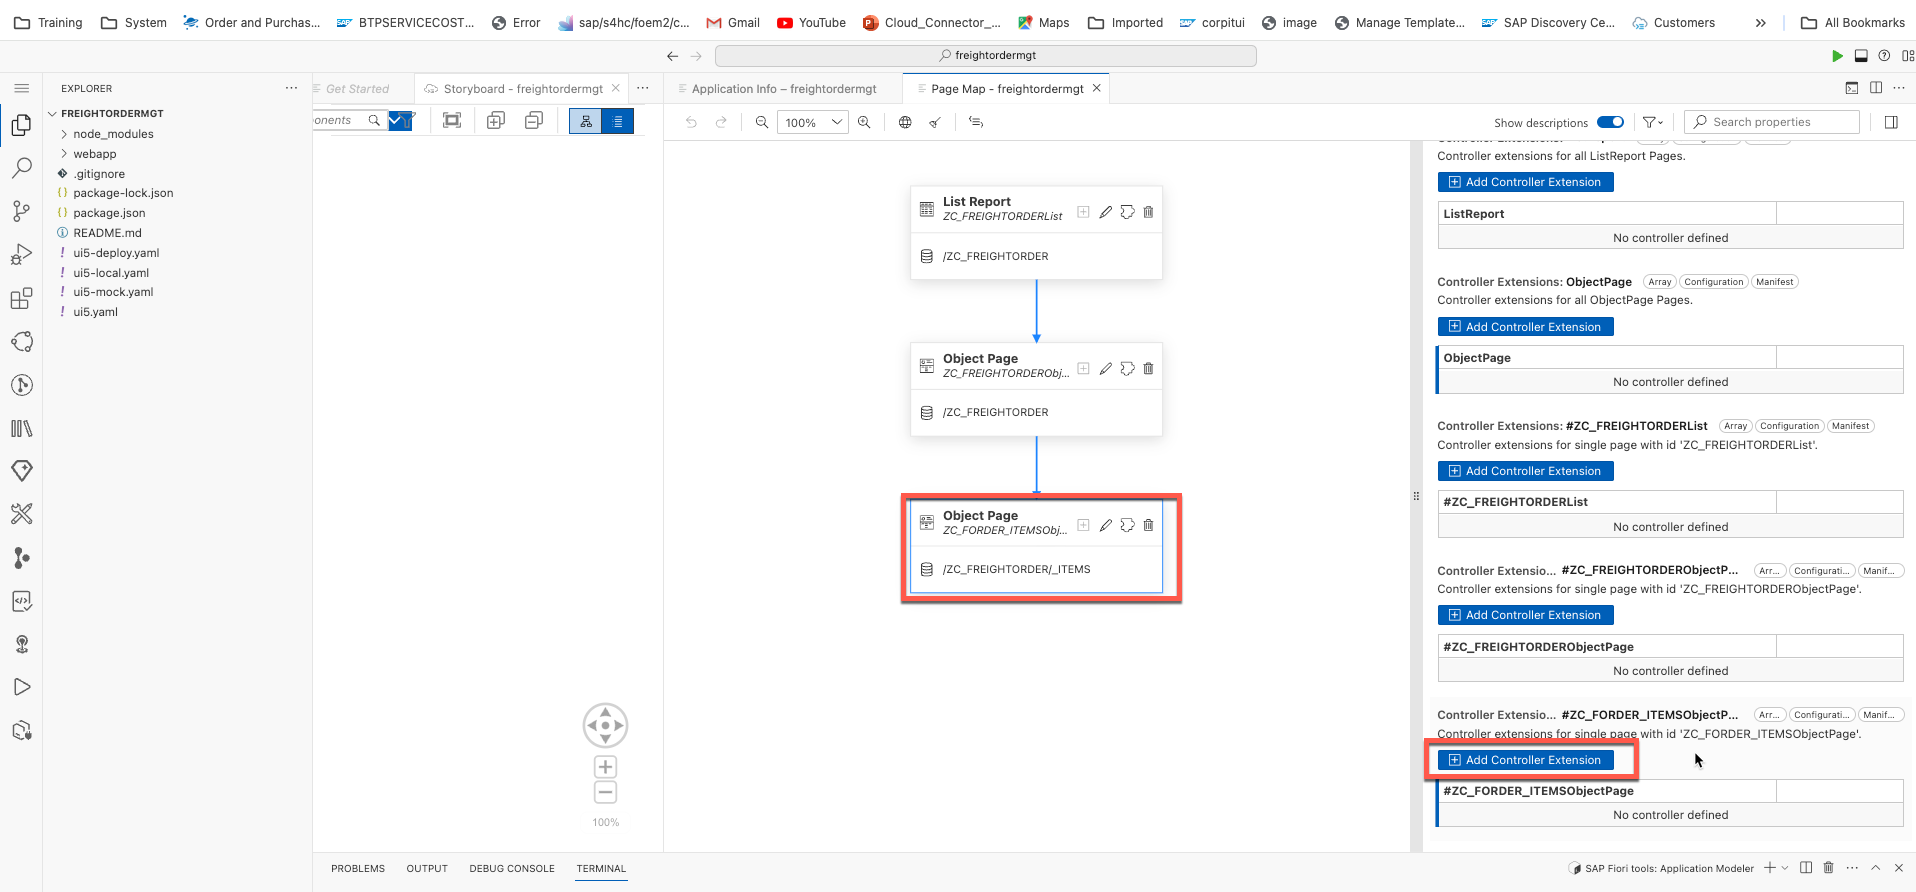 Training
System
Order and Purchas...
BTPSERVICECOST...
Error
sap/s4hc/foem2/c...
Gmail
YouTube
Cloud_Connector_...
Maps
Imported
corpitui
image
Manage Template...
SAP Discovery Ce...
Customers
»
All Bookmarks
freightordermgt
EXPLORER
Get Started
Storyboard - freightordermgt
Application Info – freightordermgt
Page Map - freightordermgt
FREIGHTORDERMGT
node_modules
webapp
.gitignore
package-lock.json
package.json
README.md
ui5-deploy.yaml
ui5-local.yaml
ui5-mock.yaml
ui5.yaml
onents
100%
Show descriptions
Search properties
List Report
ZC_FREIGHTORDERList
/ZC_FREIGHTORDER
Object Page
ZC_FREIGHTORDERObj...
/ZC_FREIGHTORDER
Object Page
ZC_FORDER_ITEMSObj...
/ZC_FREIGHTORDER/_ITEMS
100%
Controller extensions for all ListReport Pages.
Add Controller Extension
ListReport
No controller defined
Controller Extensions: ObjectPage Array Configuration Manifest
Controller extensions for all ObjectPage Pages.
Add Controller Extension
ObjectPage
No controller defined
Controller Extensions: #ZC_FREIGHTORDERList Array Configuration Manifest
Controller extensions for single page with id 'ZC_FREIGHTORDERList'.
Add Controller Extension
#ZC_FREIGHTORDERList
No controller defined
Controller Extensio... #ZC_FREIGHTORDERObjectP... Arr... Configurati... Manif...
Controller extensions for single page with id 'ZC_FREIGHTORDERObjectPage'.
Add Controller Extension
#ZC_FREIGHTORDERObjectPage
No controller defined
Controller Extensio... #ZC_FORDER_ITEMSObjectP... Arr... Configurati... Manif...
Controller extensions for single page with id 'ZC_FORDER_ITEMSObjectPage'.
Add Controller Extension
#ZC_FORDER_ITEMSObjectPage
No controller defined
PROBLEMS
OUTPUT
DEBUG CONSOLE
TERMINAL
SAP Fiori tools: Application Modeler